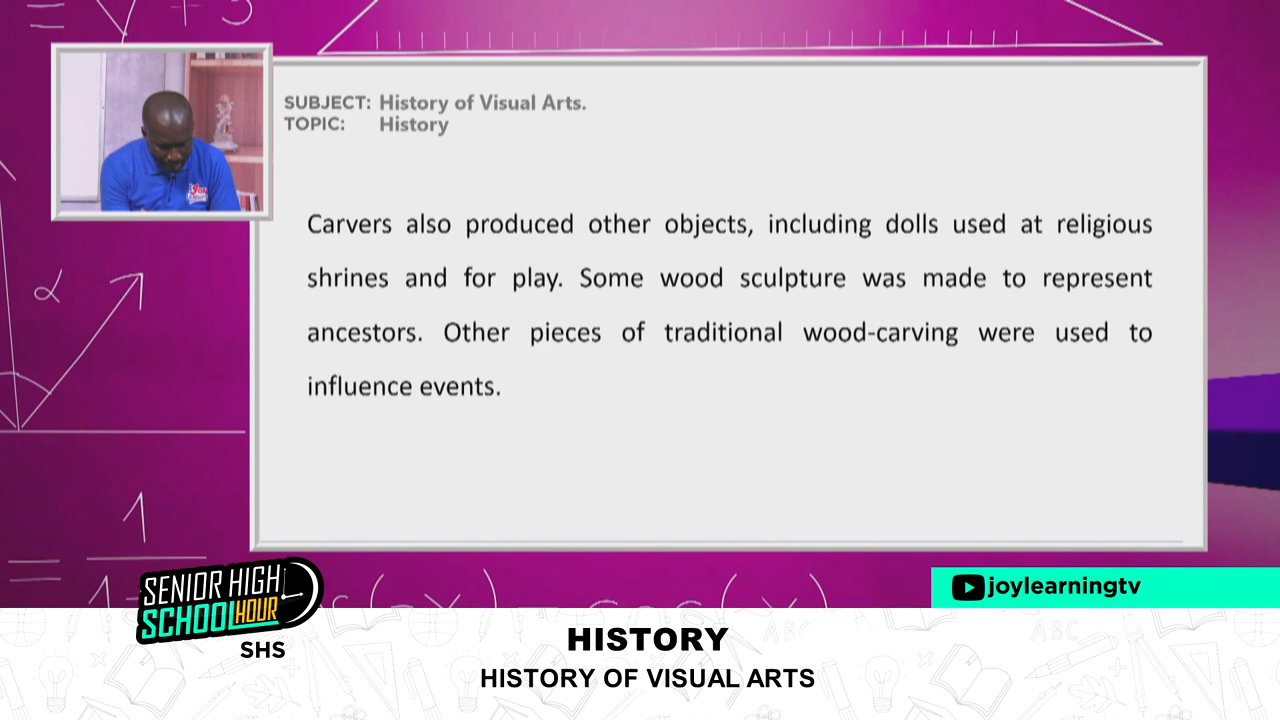 SUBJECT: History of Visual Arts.
TOPIC: History
Carvers also produced other objects, including dolls used at religious
shrines and for play. Some wood sculpture was made to represent
ancestors. Other pieces of traditional wood-carving were used to
influence events.
SENIOR HIGH
SCHOOL HOUR
SHS
joylearningtv
HISTORY
HISTORY OF VISUAL ARTS